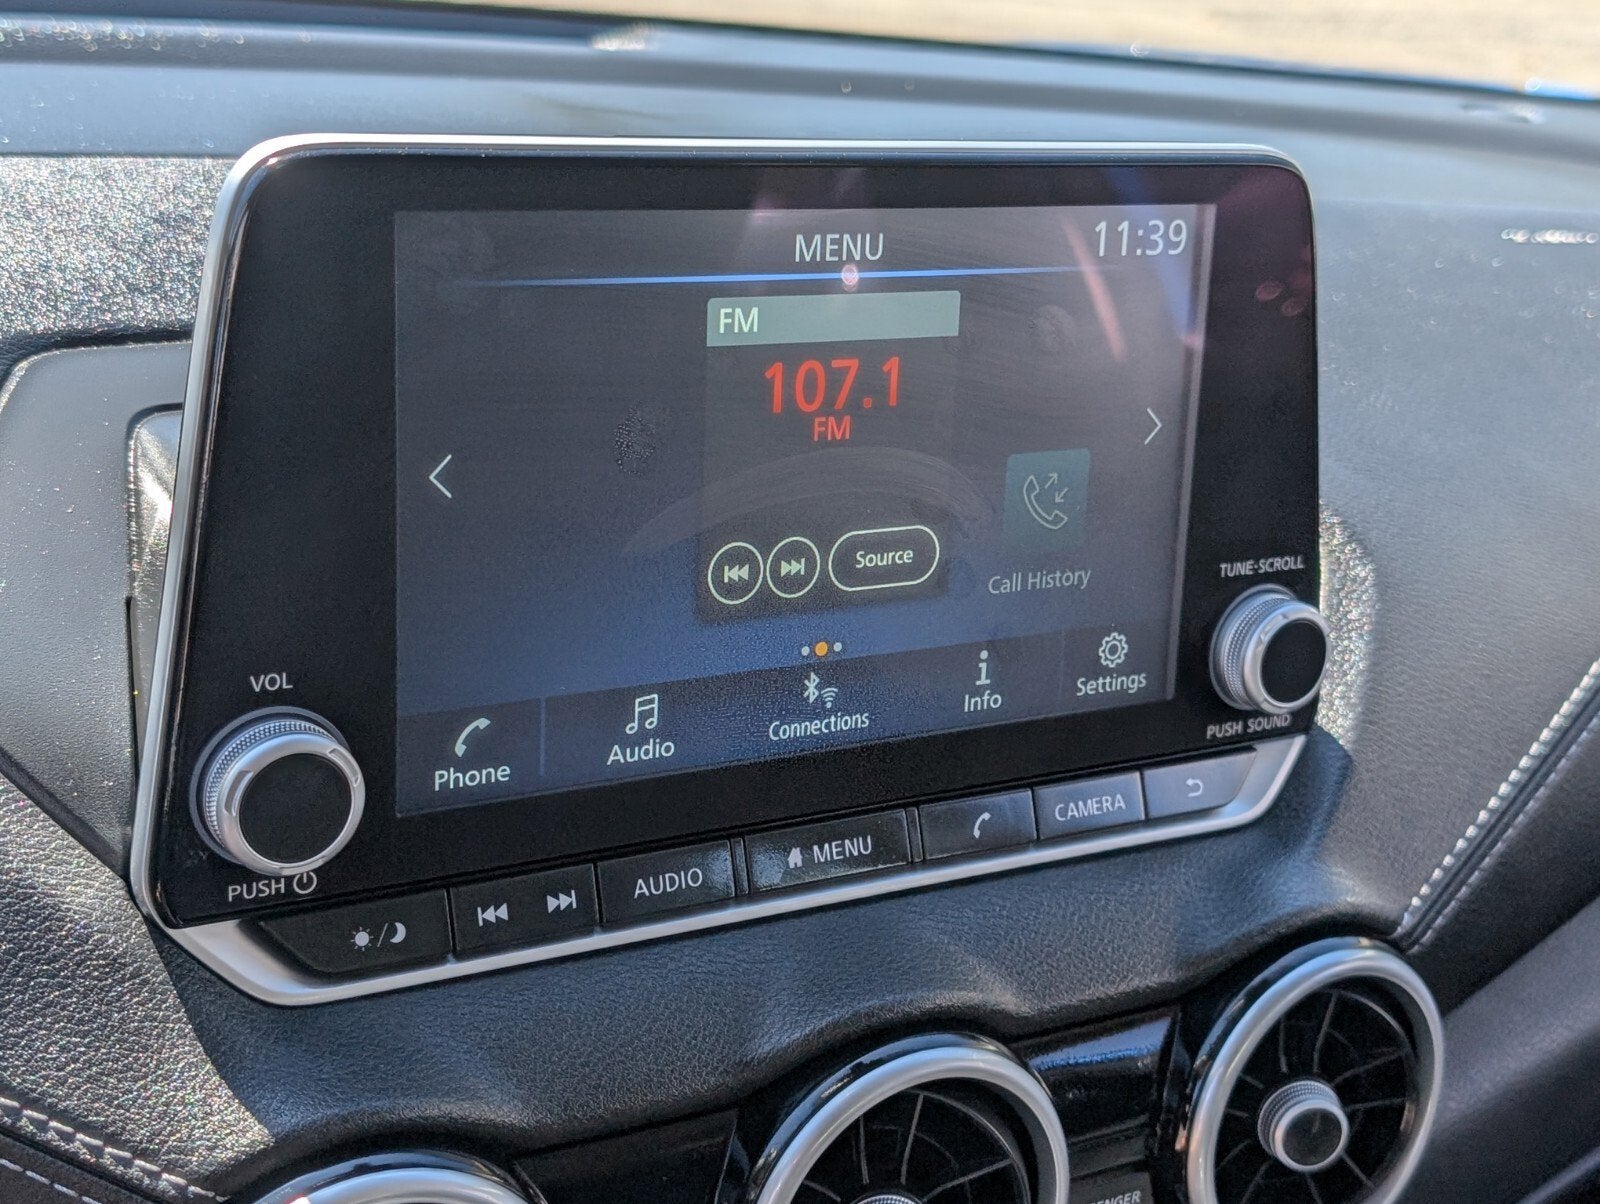 MENU
11:39
FM
107.1
FM
Source
Call History
Phone
Audio
Connections
Info
Settings
VOL
PUSH
TUNE·SCROLL
PUSH SOUND
AUDIO
MENU
CAMERA